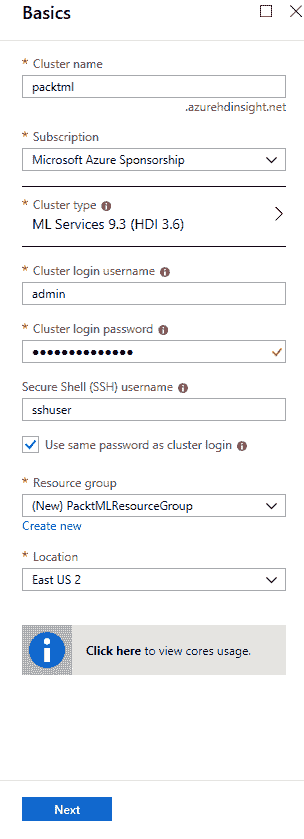 Basics
* Cluster name
packtml
.azurehdinsight.net
* Subscription
Microsoft Azure Sponsorship
* Cluster type
ML Services 9.3 (HDI 3.6)
* Cluster login username
admin
* Cluster login password
••••••••••••••
Secure Shell (SSH) username
sshuser
Use same password as cluster login
* Resource group
(New) PacktMLResourceGroup
Create new
* Location
East US 2
Click here to view cores usage.
Next